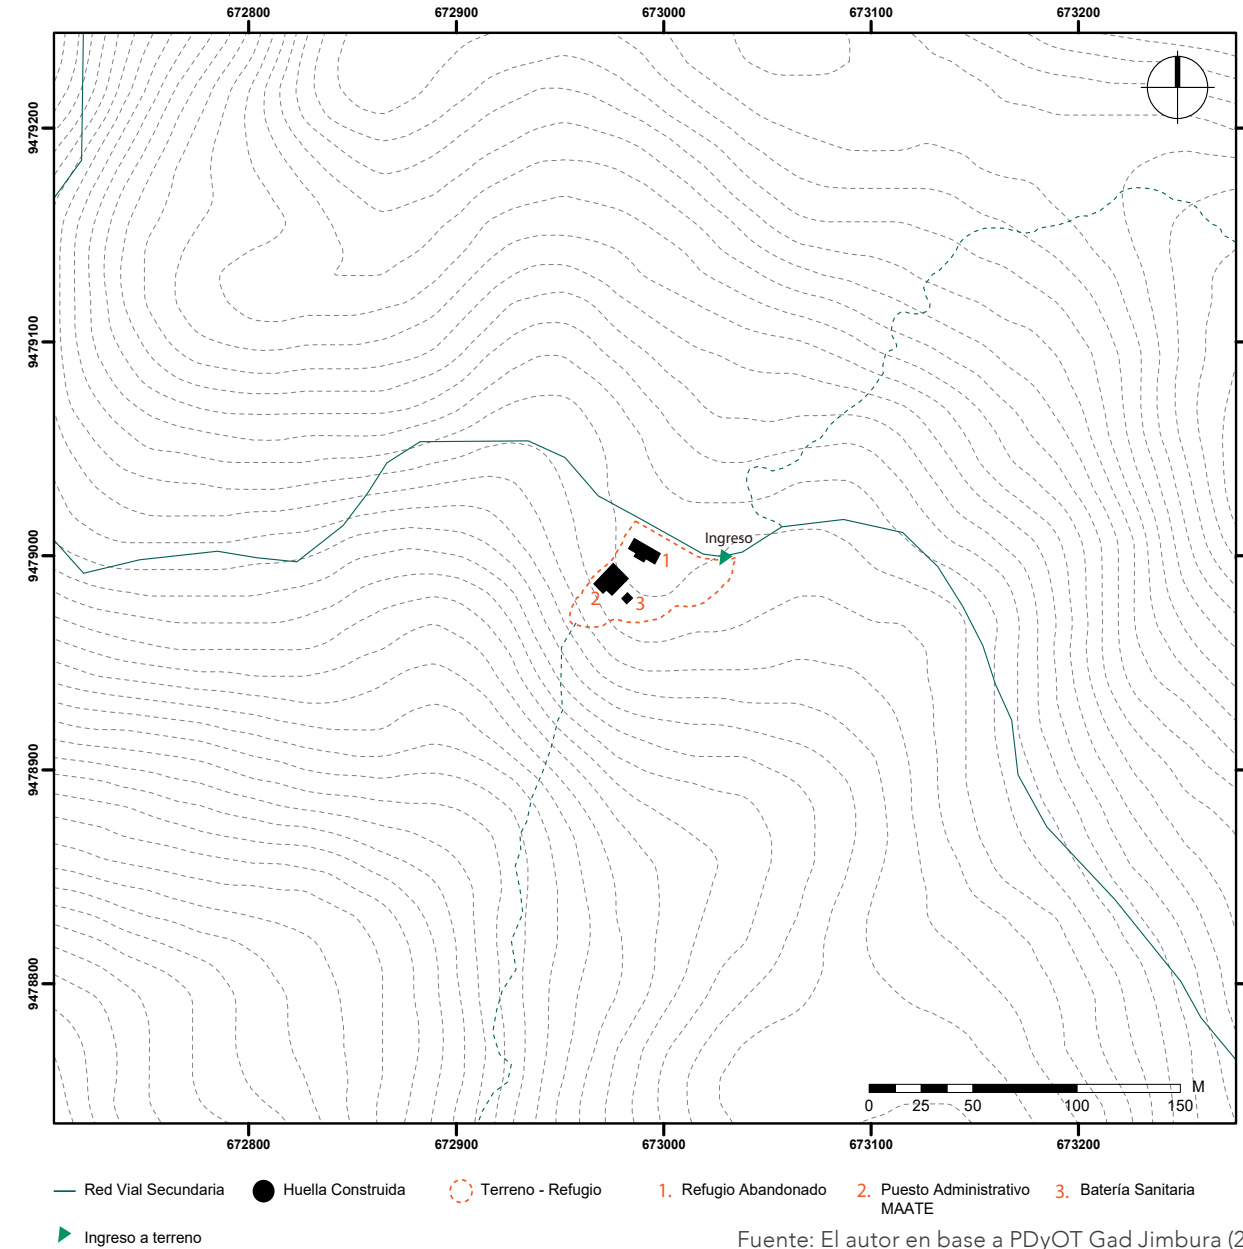 672800 672900 673000 673100 673200
9479200
9479100
9479000
9478900
9478800
Ingreso
1
2
3
M
0 25 50 100 150
672800 672900 673000 673100 673200
Red Vial Secundaria Huella Construida Terreno - Refugio 1. Refugio Abandonado 2. Puesto Administrativo 3. Batería Sanitaria
MAATE
Ingreso a terreno
Fuente: El autor en base a PDyOT Gad Jimbura (2